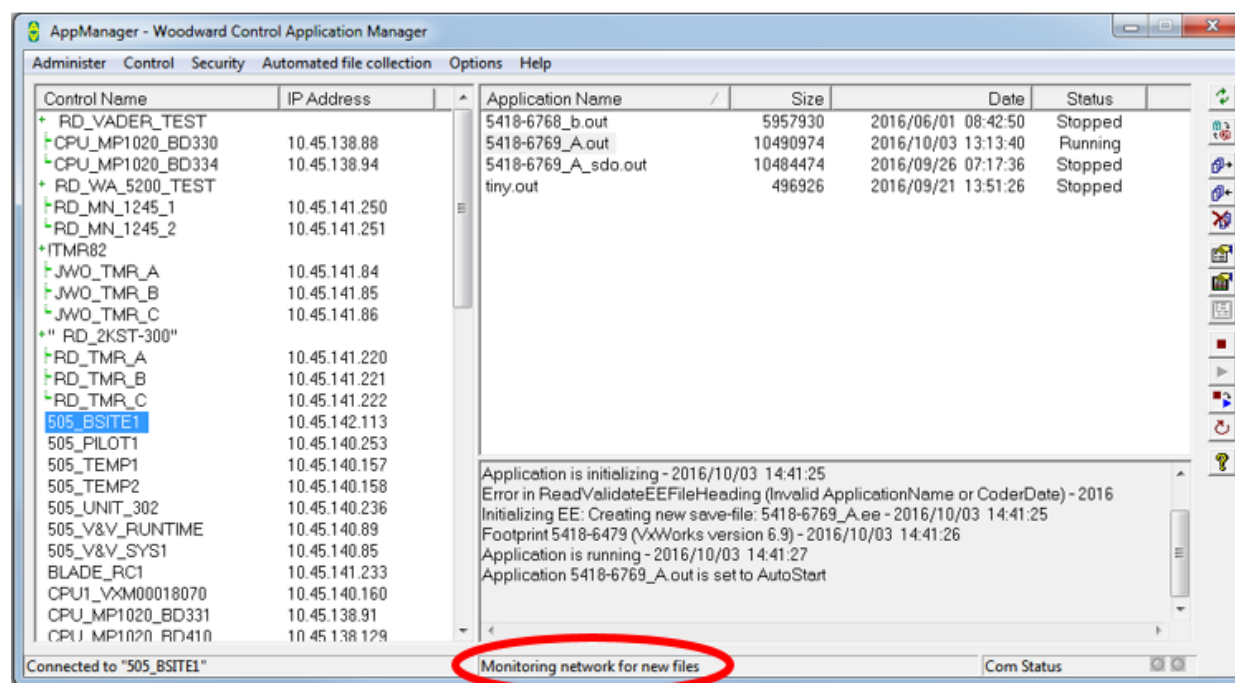 AppManager - Woodward Control Application Manager
Administer Control Security Automated file collection Options Help
Control Name IP Address
+ RD_VADER_TEST
CPU_MP1020_BD330 10.45.138.88
CPU_MP1020_BD334 10.45.138.94
+ RD_WA_5200_TEST
RD_MN_1245_1 10.45.141.250
RD_MN_1245_2 10.45.141.251
+!TMR82
JWO_TMR_A 10.45.141.84
JWO_TMR_B 10.45.141.85
JWO_TMR_C 10.45.141.86
+" RD_2KST-300"
RD_TMR_A 10.45.141.220
RD_TMR_B 10.45.141.221
RD_TMR_C 10.45.141.222
505_BSITE1 10.45.142.113
505_PILOT1 10.45.140.253
505_TEMP1 10.45.140.157
505_TEMP2 10.45.140.158
505_UNIT_302 10.45.140.236
505_V&V_RUNTIME 10.45.140.89
505_V&V_SYS1 10.45.140.85
BLADE_RC1 10.45.141.233
CPU1_VXM00018070 10.45.140.160
CPU_MP1020_BD331 10.45.138.91
CPU_MP1020_BD410 10.45.138.129
Application Name Size Date Status
5418-6768_b.out 5957930 2016/06/01 08:42:50 Stopped
5418-6769_A.out 10490974 2016/10/03 13:13:40 Running
5418-6769_A_sdo.out 10484474 2016/09/26 07:17:36 Stopped
tiny.out 496926 2016/09/21 13:51:26 Stopped
Application is initializing - 2016/10/03 14:41:25
Error in ReadValidateEEFileHeading (Invalid ApplicationName or CoderDate) - 2016
Initializing EE: Creating new save-file: 5418-6769_A.ee - 2016/10/03 14:41:25
Footprint 5418-6479 (VxWorks version 6.9) - 2016/10/03 14:41:26
Application is running - 2016/10/03 14:41:27
Application 5418-6769_A.out is set to AutoStart
Connected to "505_BSITE1" Monitoring network for new files Com Status